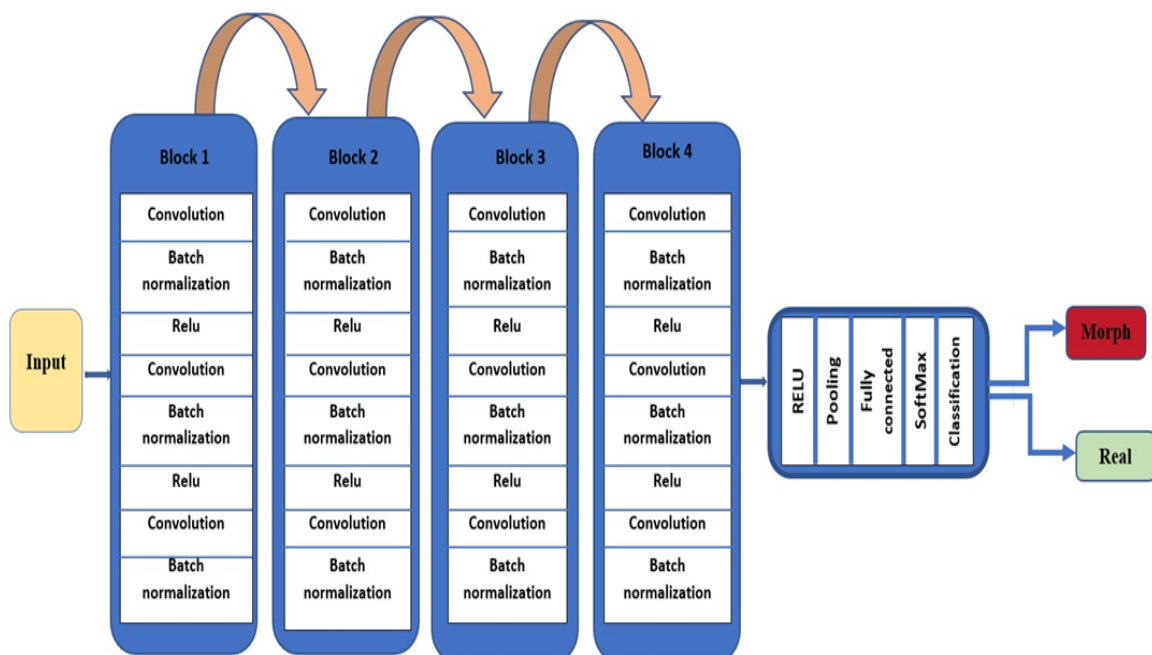 Input
Block 1
Convolution
Batch
normalization
Relu
Convolution
Batch
normalization
Relu
Convolution
Batch
normalization
Block 2
Convolution
Batch
normalization
Relu
Convolution
Batch
normalization
Relu
Convolution
Batch
normalization
Block 3
Convolution
Batch
normalization
Relu
Convolution
Batch
normalization
Relu
Convolution
Batch
normalization
Block 4
Convolution
Batch
normalization
Relu
Convolution
Batch
normalization
Relu
Convolution
Batch
normalization
RELU
Pooling
Fully
connected
SoftMax
Classification
Morph
Real